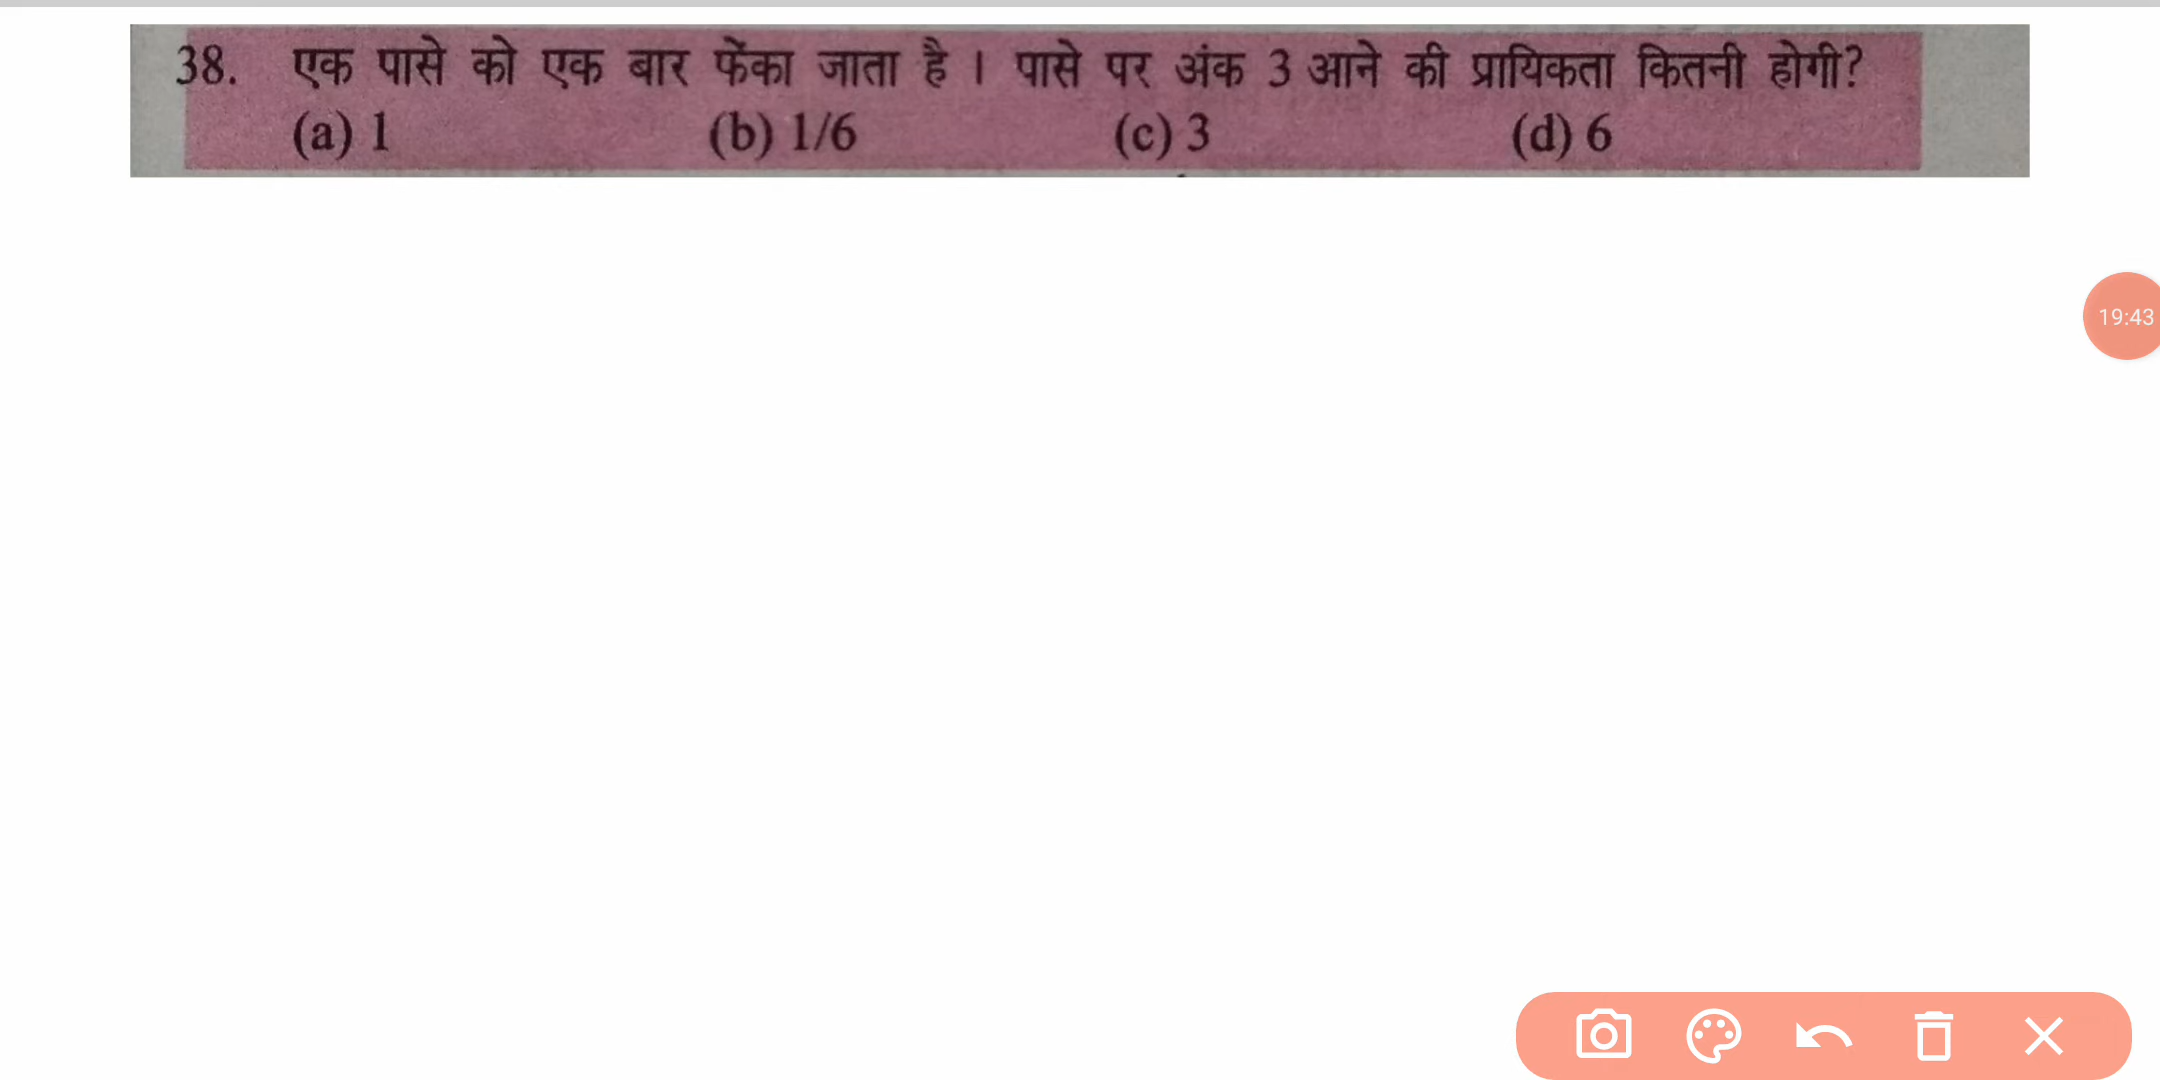 38. एक पासे को एक बार फेंका जाता है । पासे पर अंक 3 आने की प्रायिकता कितनी होगी?
(a) 1 (b) 1/6 (c) 3 (d) 6
19:43